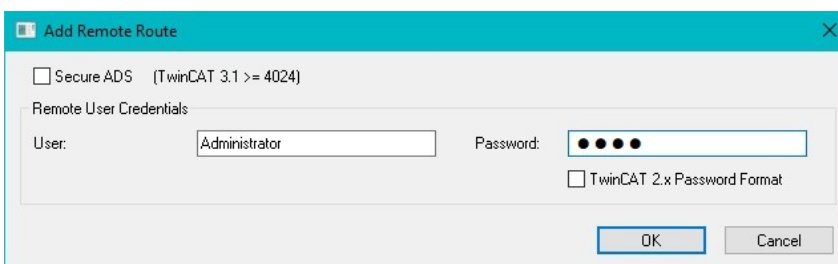 Add Remote Route
Secure ADS (TwinCAT 3.1 >= 4024)
Remote User Credentials
User: Administrator Password: ●●●●
TwinCAT 2.x Password Format
OK Cancel